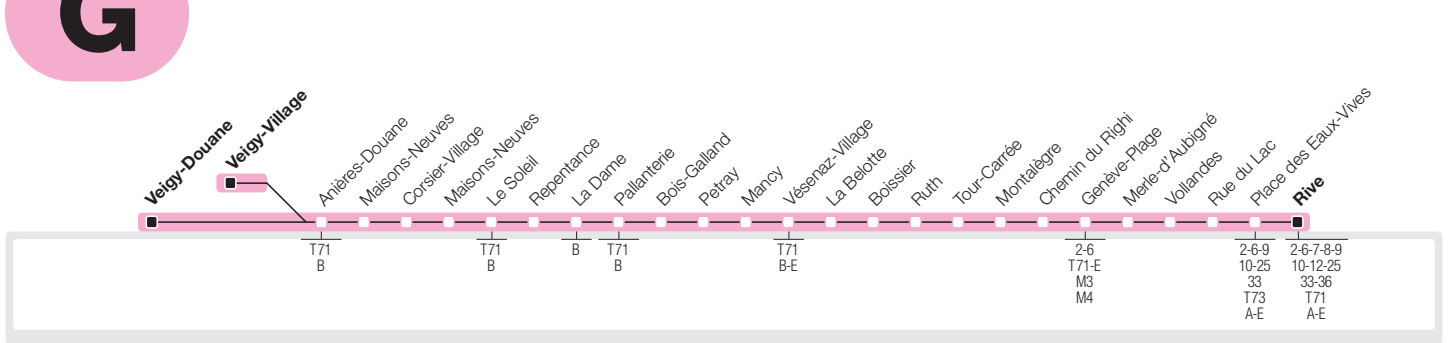 G
Veigy-Douane
Veigy-Village
Anières-Douane
Maisons-Neuves
Corsier-Village
Maisons-Neuves
Le Soleil
Repentance
La Dame
Pallanterie
Bois-Galland
Petray
Mancy
Vésenaz-Village
La Belotte
Boissier
Ruth
Tour-Carrée
Montalègre
Chemin du Righi
Genève-Plage
Merle-d'Aubigné
Vollandes
Rue du Lac
Place des Eaux-Vives
Rive
T71
B
T71
B
B
T71
B
T71
B-E
2-6
T71-E
M3
M4
2-6-9
10-25
33
T73
A-E
2-6-7-8-9
10-12-25
33-36
T71
A-E